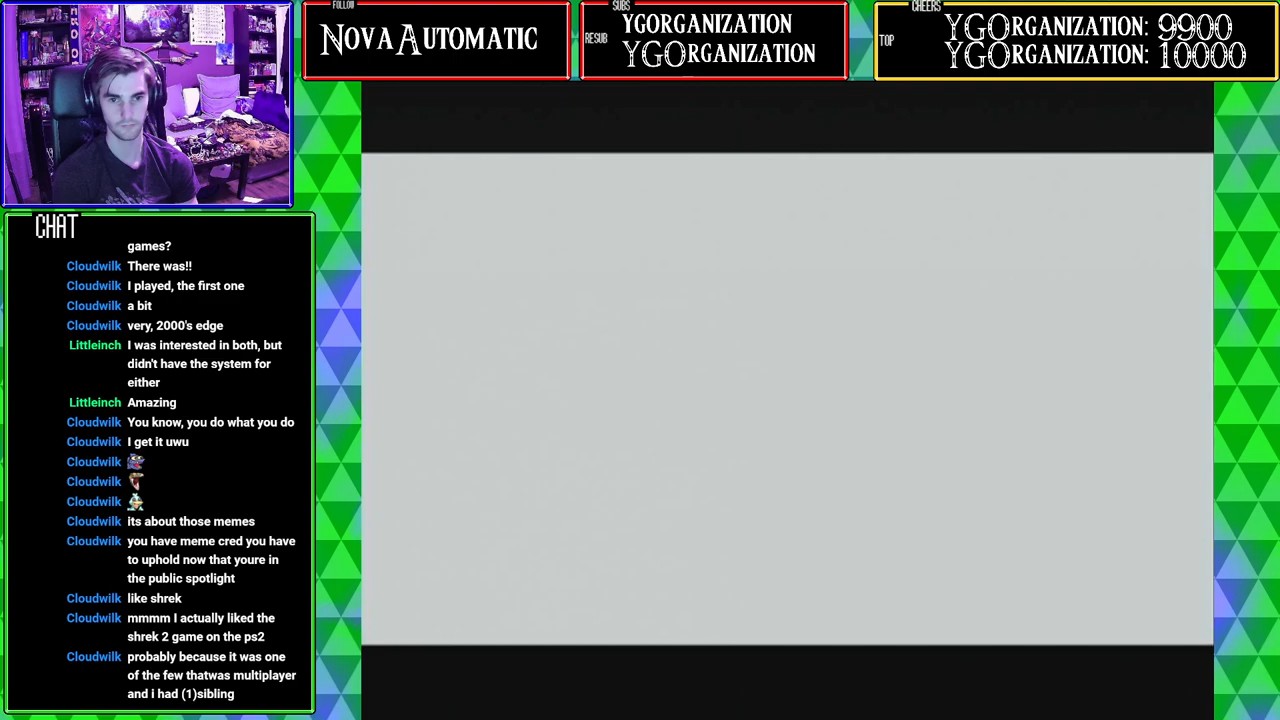 FOLLOW
NOVAAUTOMATIC
SUBS
YGORGANIZATION
RESUB
YGORGANIZATION
CHEERS
YGORGANIZATION: 9900
TOP
YGORGANIZATION: 10000
CHAT
games?
Cloudwilk There was!!
Cloudwilk I played, the first one
Cloudwilk a bit
Cloudwilk very, 2000's edge
Littleinch I was interested in both, but
didn't have the system for
either
Littleinch Amazing
Cloudwilk You know, you do what you do
Cloudwilk I get it uwu
Cloudwilk
Cloudwilk
Cloudwilk
Cloudwilk its about those memes
Cloudwilk you have meme cred you have
to uphold now that youre in
the public spotlight
Cloudwilk like shrek
Cloudwilk mmmm I actually liked the
shrek 2 game on the ps2
Cloudwilk probably because it was one
of the few thatwas multiplayer
and i had (1)sibling